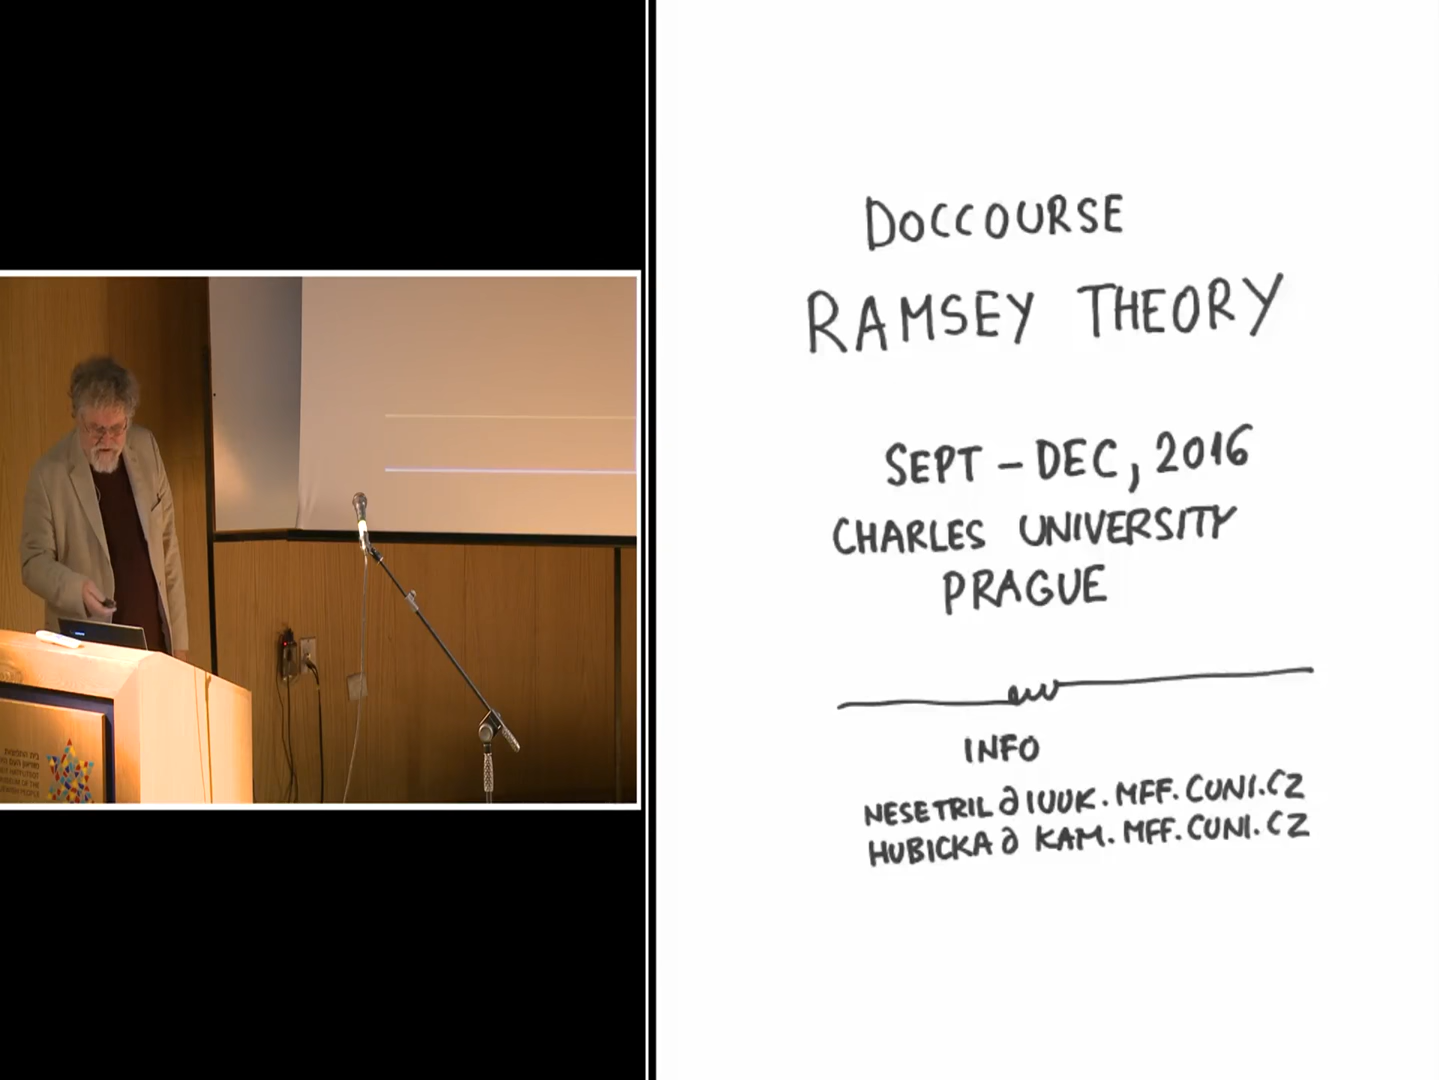 DOCCOURSE
RAMSEY THEORY
SEPT - DEC, 2016
CHARLES UNIVERSITY
PRAGUE
INFO
NESETRIL@IUUK.MFF.CUNI.CZ
HUBICKA@KAM.MFF.CUNI.CZ